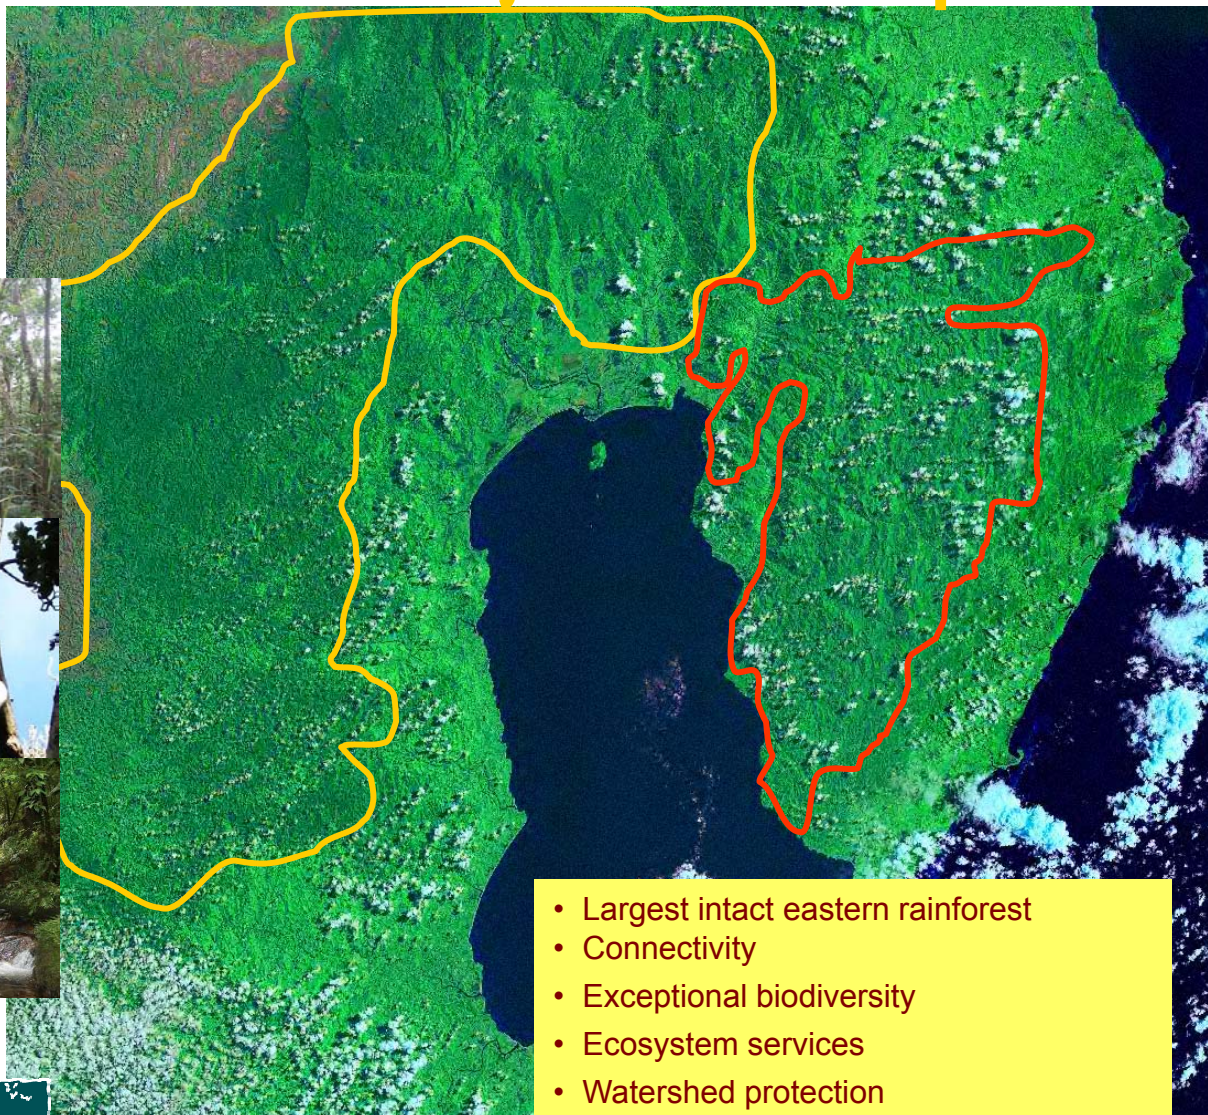 • Largest intact eastern rainforest
• Connectivity
• Exceptional biodiversity
• Ecosystem services
• Watershed protection